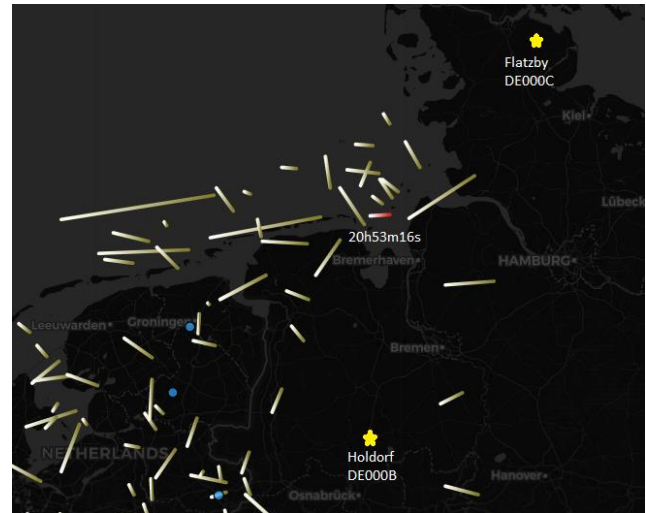 Flatzby
DE000C
Kiel
Lübeck
20h53m16s
Bremerhaven
HAMBURG
Leeuwarden
Groningen
Bremen
Holdorf
DE000B
NETHERLANDS
Hanover
Osnabrück